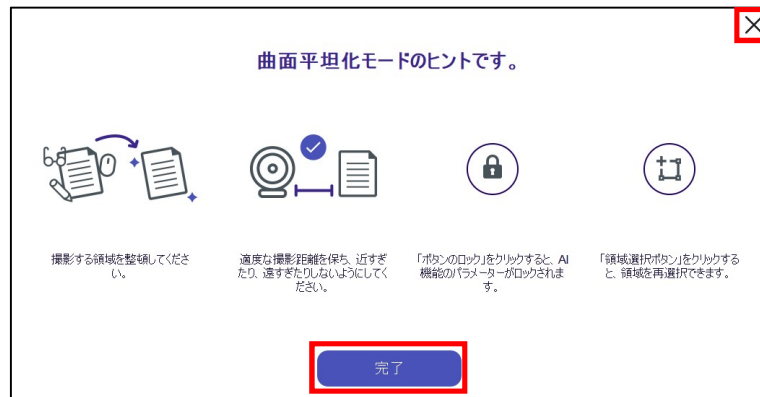 曲面平坦化モードのヒントです。
撮影する領域を整頓してくださ
い。
適度な撮影距離を保ち、近すぎ
たり、遠すぎたりしないようにしてく
ださい。
「ボタンのロック」をクリックすると、AI
機能のパラメーターがロックされま
す。
「領域選択ボタン」をクリックする
と、領域を再選択できます。
完了